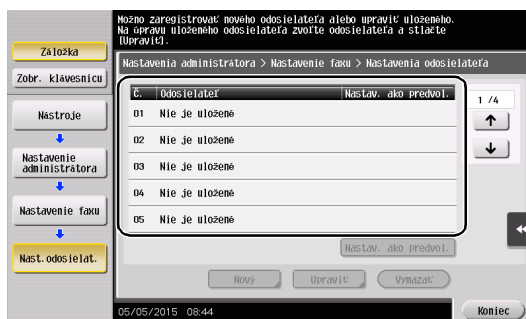 Možno zaregistrovať nového odosielateľa alebo upraviť uloženého.
Na úpravu uloženého odosielateľa zvoľte odosielateľa a stlačte
[Upraviť].
Záložka
Zobr. klávesnicu
Nástroje
Nastavenie
administrátora
Nastavenie faxu
Nast.odosielat.
Nastavenia administrátora > Nastavenie faxu > Nastavenia odosielateľa
Č. Odosielateľ Nastav. ako predvol.
01 Nie je uložené
02 Nie je uložené
03 Nie je uložené
04 Nie je uložené
05 Nie je uložené
1 /4
Nastav. ako predvol.
Nový Upraviť Vymazať
05/05/2015 08:44
Koniec